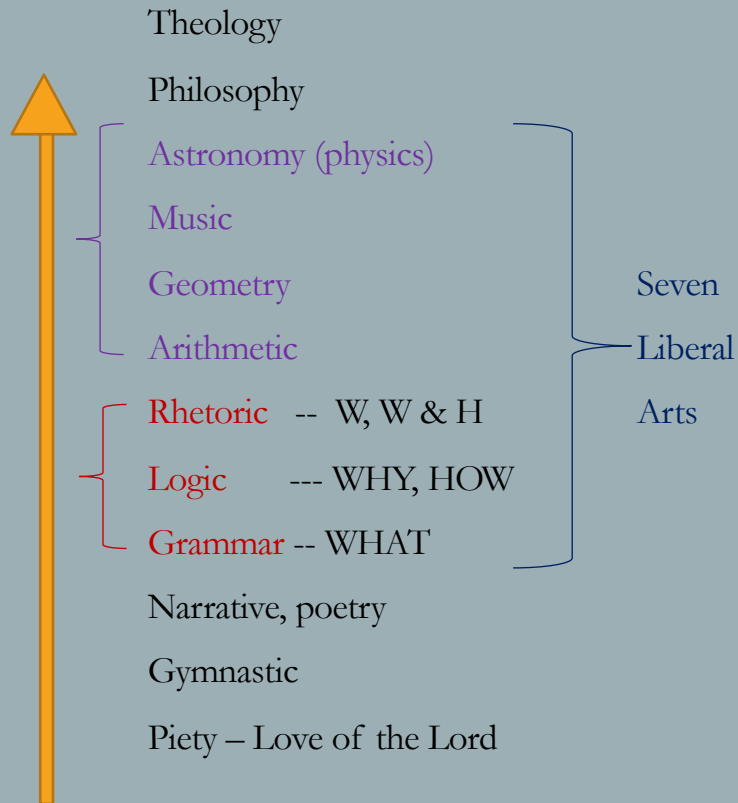 Theology
Philosophy
Astronomy (physics)
Music
Geometry
Arithmetic
Rhetoric -- W, W & H
Logic --- WHY, HOW
Grammar -- WHAT
Narrative, poetry
Gymnastic
Piety – Love of the Lord
Seven
Liberal
Arts